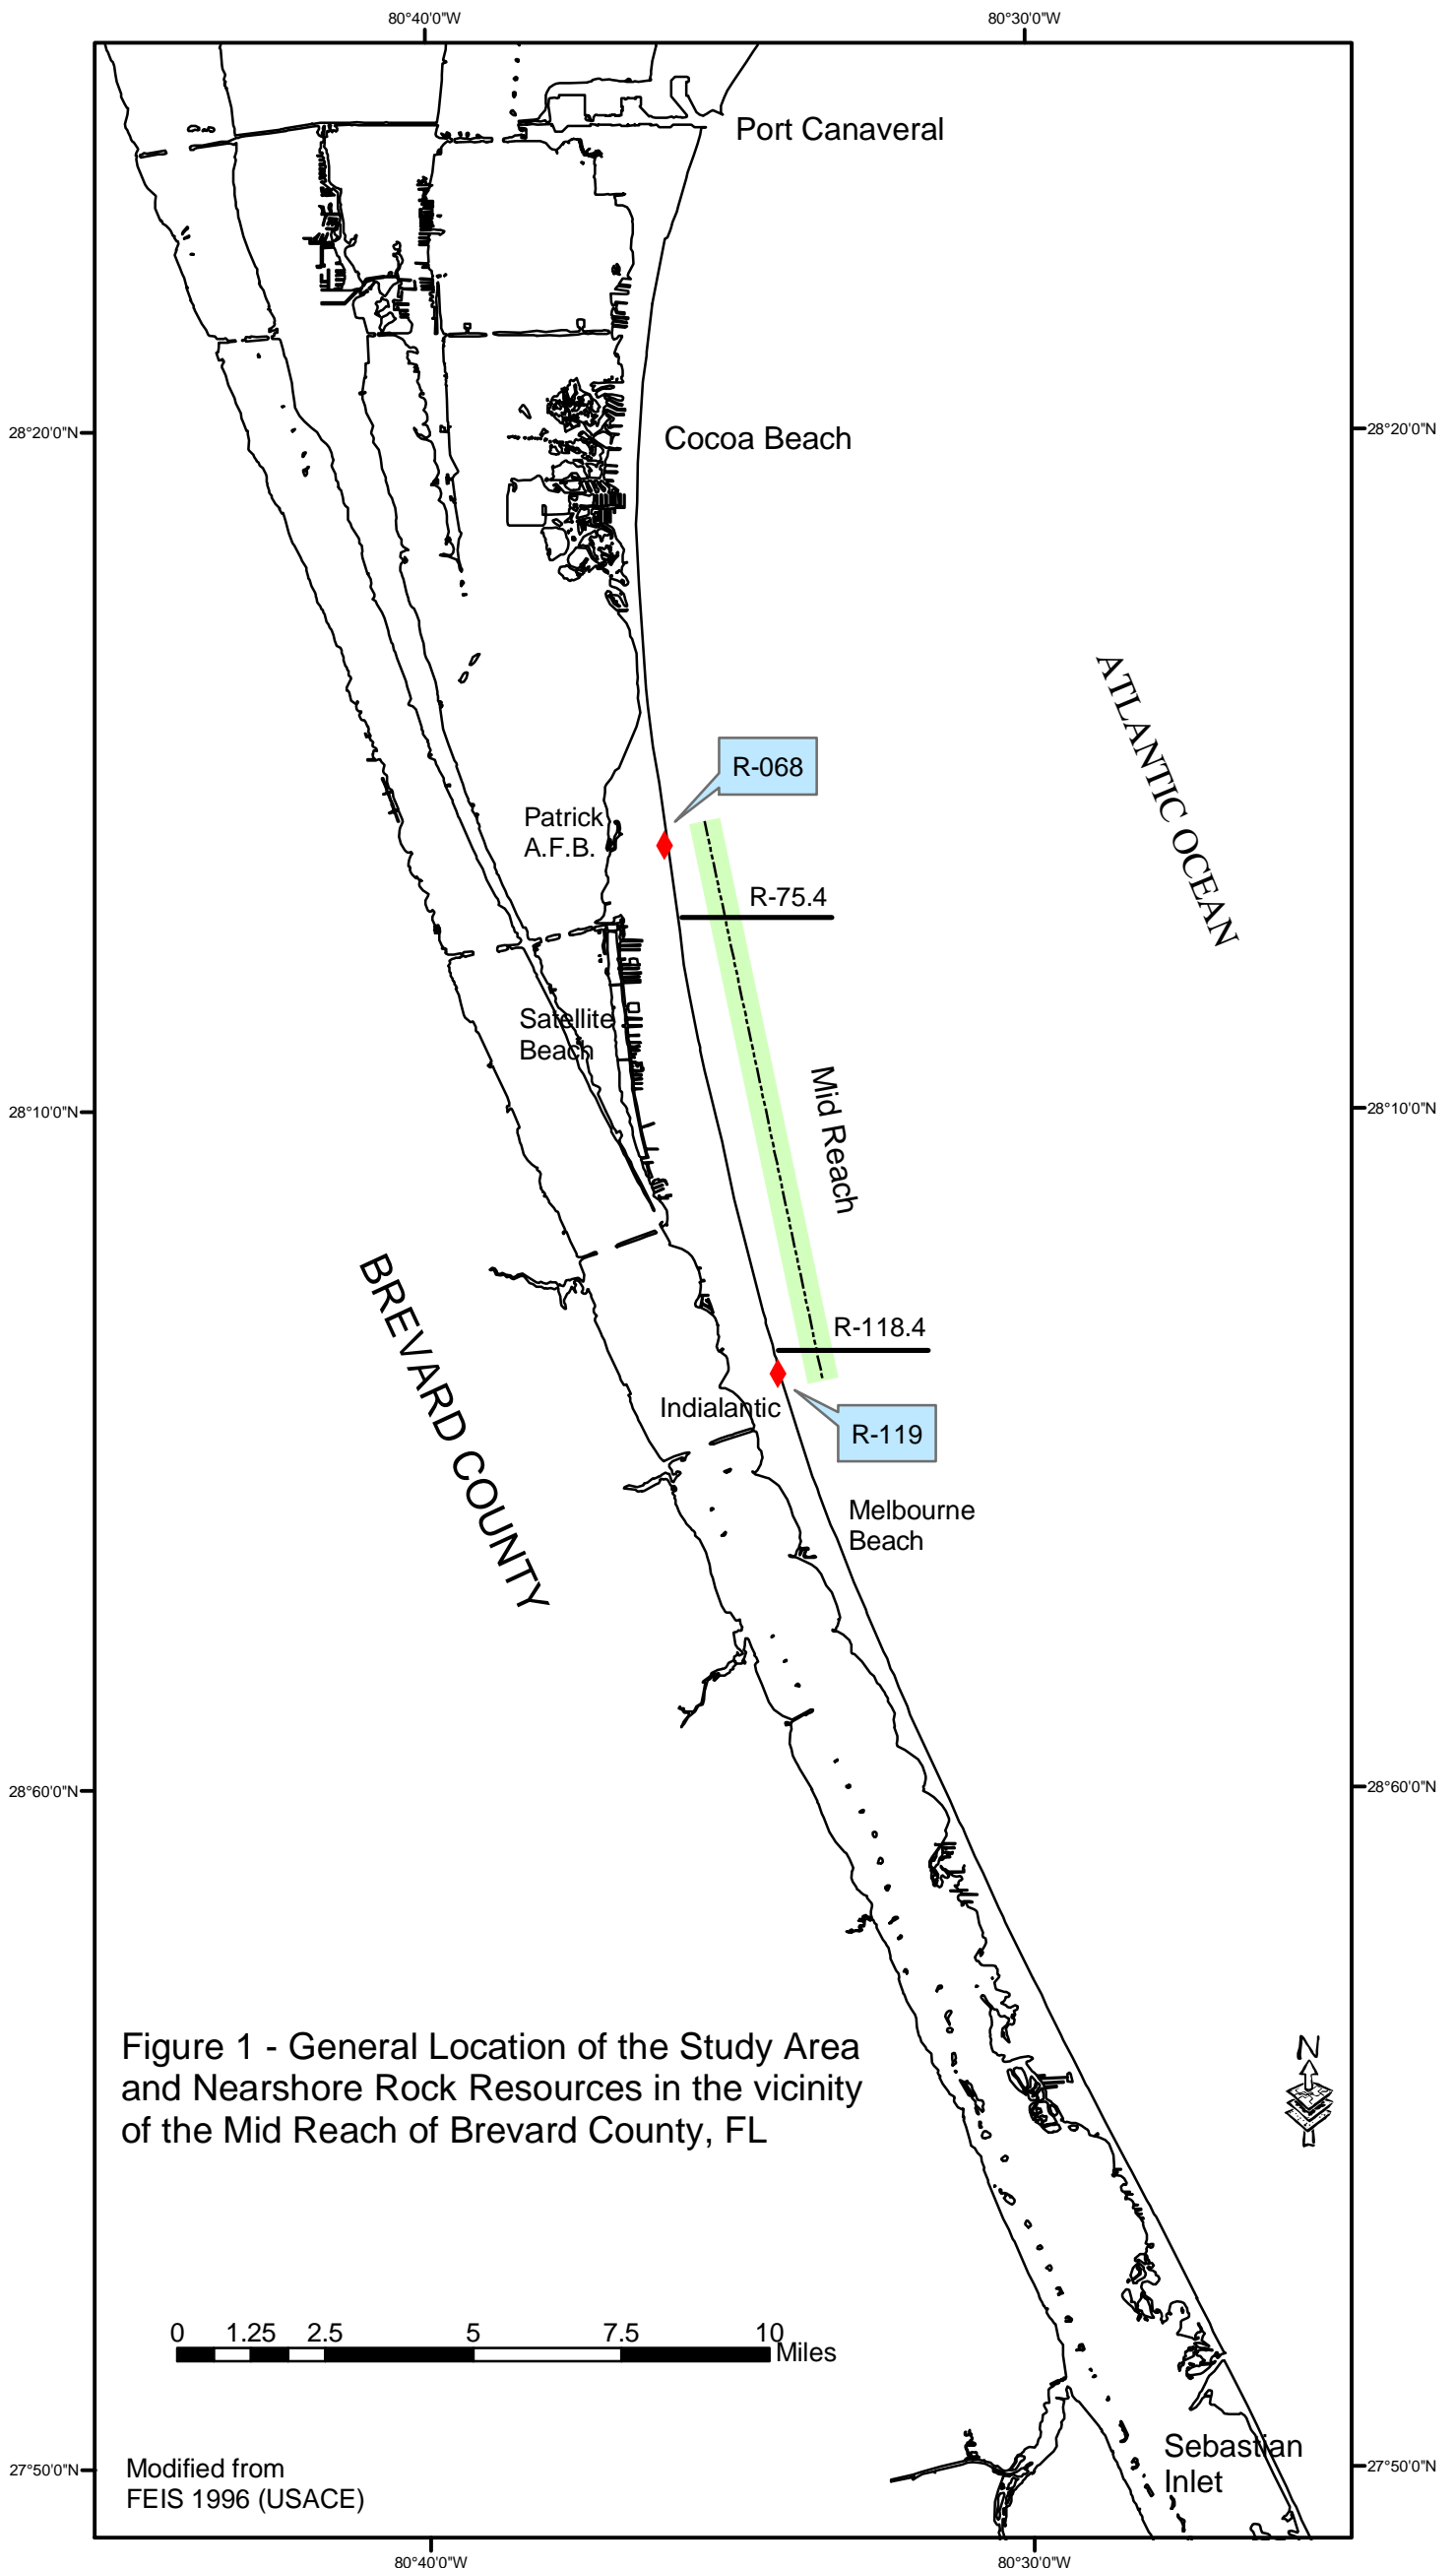 80°40'0"W
80°30'0"W
Port Canaveral
28°20'0"N
Cocoa Beach
28°20'0"N
ATLANTIC OCEAN
R-068
Patrick
A.F.B.
R-75.4
Satellite
Beach
Mid Reach
28°10'0"N
28°10'0"N
BREVARD COUNTY
R-118.4
Indialantic
R-119
Melbourne
Beach
28°60'0"N
28°60'0"N
Figure 1 - General Location of the Study Area
and Nearshore Rock Resources in the vicinity
of the Mid Reach of Brevard County, FL
N
0 1.25 2.5 5 7.5 10
Miles
Sebastian
Inlet
27°50'0"N
27°50'0"N
Modified from
FEIS 1996 (USACE)
80°40'0"W
80°30'0"W